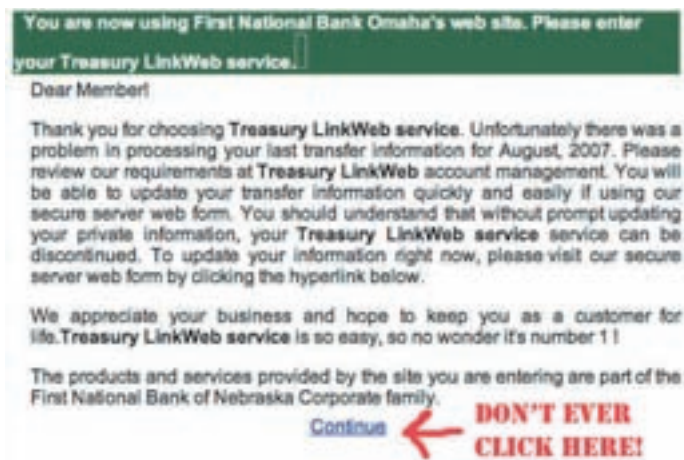 You are now using First National Bank Omaha's web site. Please enter
your Treasury LinkWeb service.
Dear Member!
Thank you for choosing Treasury LinkWeb service. Unfortunately there was a
problem in processing your last transfer information for August, 2007. Please
review our requirements at Treasury LinkWeb account management. You will
be able to update your transfer information quickly and easily if using our
secure server web form. You should understand that without prompt updating
your private information, your Treasury LinkWeb service service can be
discontinued. To update your information right now, please visit our secure
server web form by clicking the hyperlink below.
We appreciate your business and hope to keep you as a customer for
life.Treasury LinkWeb service is so easy, so no wonder it's number 1 !
The products and services provided by the site you are entering are part of the
First National Bank of Nebraska Corporate family.
Continue
DON'T EVER
CLICK HERE!